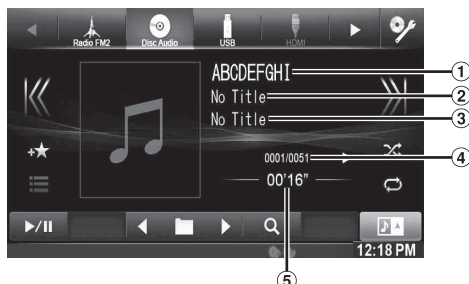 Radio FM2 Disc Audio USB HDMI
ABCDEFGHI 1
No Title 2
No Title 3
0001/0051 4
00'16"
12:18 PM
5